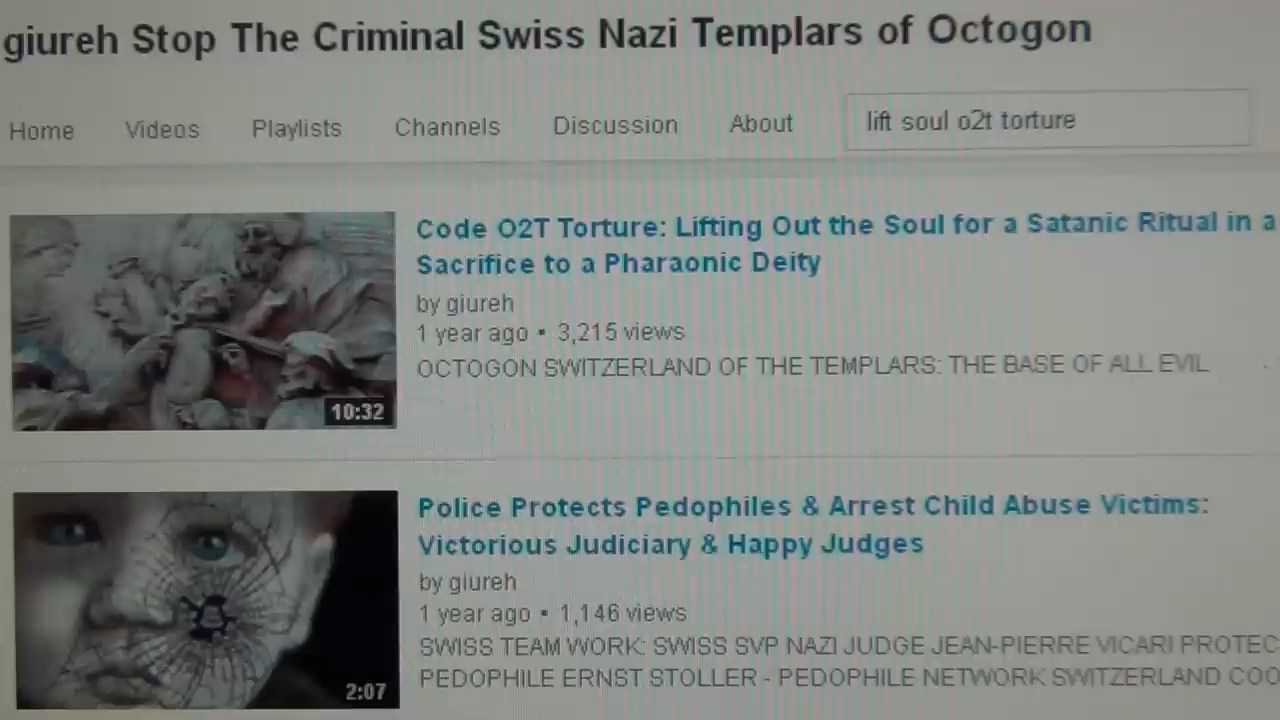 giureh Stop The Criminal Swiss Nazi Templars of Octogon
Home Videos Playlists Channels Discussion About lift soul o2t torture
Code O2T Torture: Lifting Out the Soul for a Satanic Ritual in a
Sacrifice to a Pharaonic Deity
by giureh
1 year ago • 3,215 views
OCTOGON SWITZERLAND OF THE TEMPLARS: THE BASE OF ALL EVIL
10:32
Police Protects Pedophiles & Arrest Child Abuse Victims:
Victorious Judiciary & Happy Judges
by giureh
1 year ago • 1,146 views
SWISS TEAM WORK: SWISS SVP NAZI JUDGE JEAN-PIERRE VICARI PROTEC
PEDOPHILE ERNST STOLLER - PEDOPHILE NETWORK SWITZERLAND COO
2:07